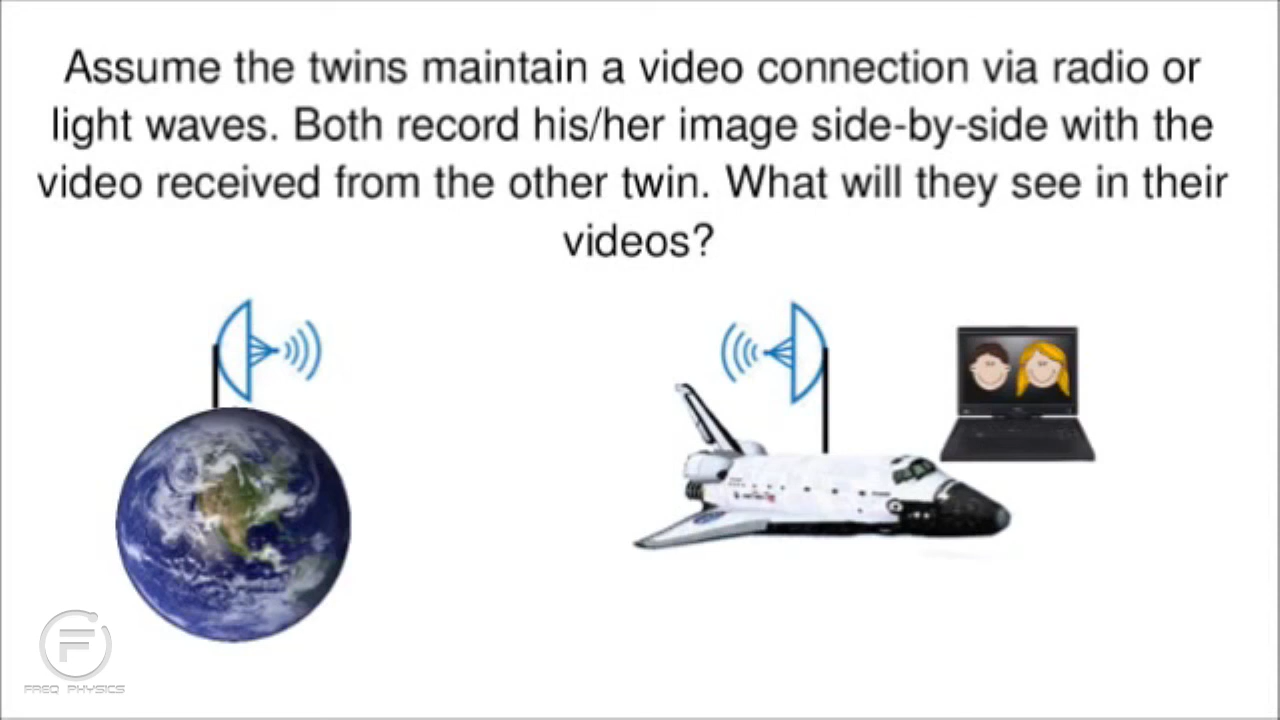 Assume the twins maintain a video connection via radio or
light waves. Both record his/her image side-by-side with the
video received from the other twin. What will they see in their
videos?
FREQ PHYSICS